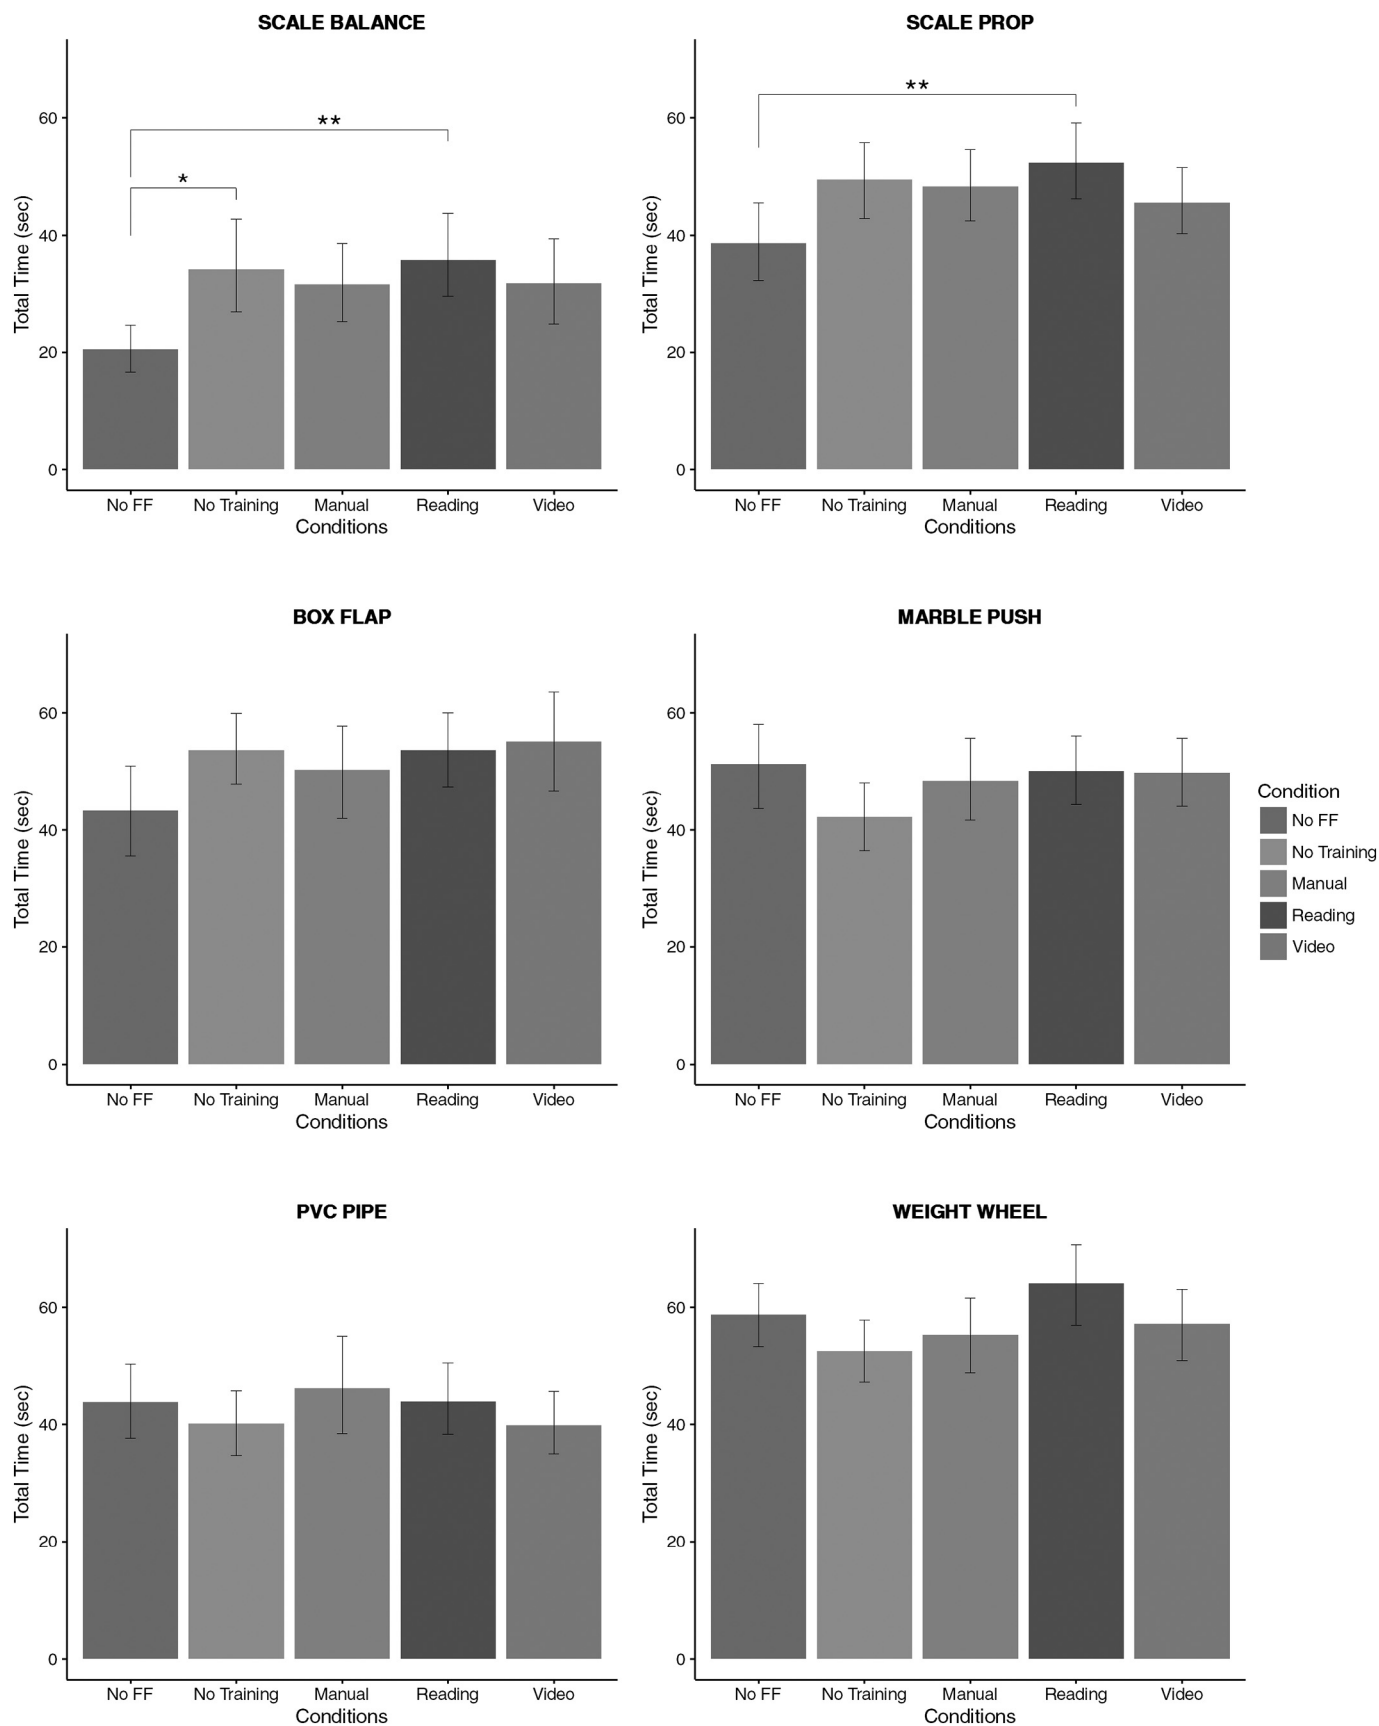 SCALE BALANCE
**
*
60
40
20
0
Total Time (sec)
No FF No Training Manual Reading Video
Conditions
SCALE PROP
**
60
40
20
0
Total Time (sec)
No FF No Training Manual Reading Video
Conditions
BOX FLAP
60
40
20
0
Total Time (sec)
No FF No Training Manual Reading Video
Conditions
MARBLE PUSH
60
40
20
0
Total Time (sec)
No FF No Training Manual Reading Video
Conditions
Condition
No FF
No Training
Manual
Reading
Video
PVC PIPE
60
40
20
0
Total Time (sec)
No FF No Training Manual Reading Video
Conditions
WEIGHT WHEEL
60
40
20
0
Total Time (sec)
No FF No Training Manual Reading Video
Conditions